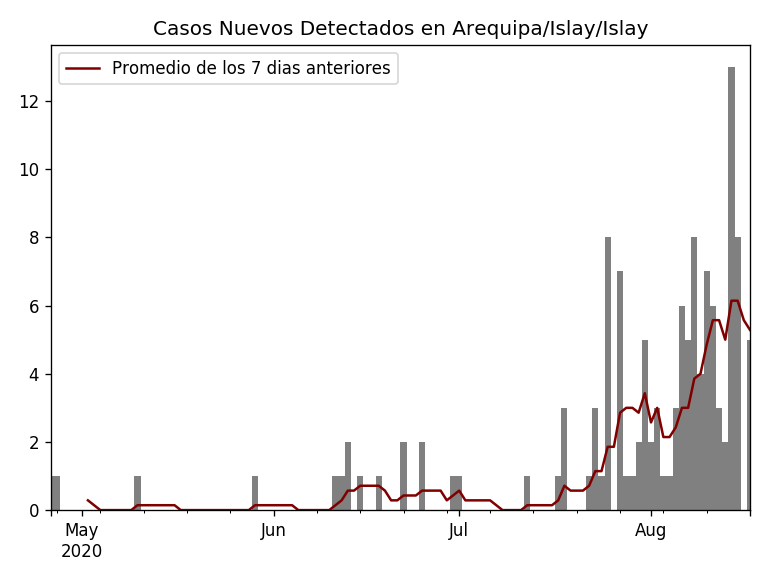 Casos Nuevos Detectados en Arequipa/Islay/Islay
Promedio de los 7 dias anteriores
12
10
8
6
4
2
0
May Jun Jul Aug
2020